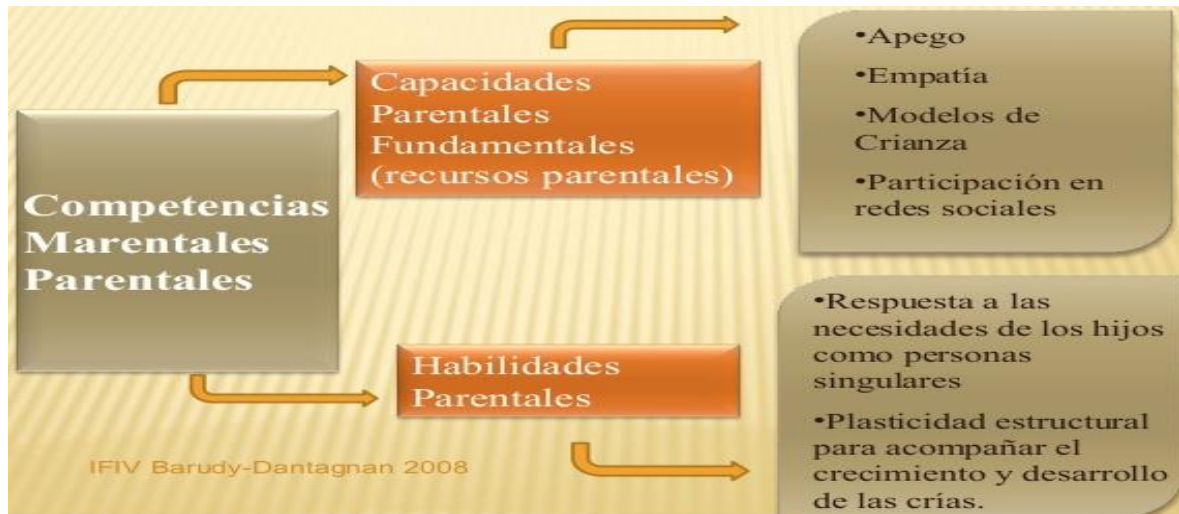 Competencias
Marentales
Parentales
Capacidades
Parentales
Fundamentales
(recursos parentales)
•Apego
•Empatía
•Modelos de
Crianza
•Participación en
redes sociales
Habilidades
Parentales
•Respuesta a las
necesidades de los hijos
como personas
singulares
•Plasticidad estructural
para acompañar el
crecimiento y desarrollo
de las crías.
IFIV Barudy-Dantagnan 2008